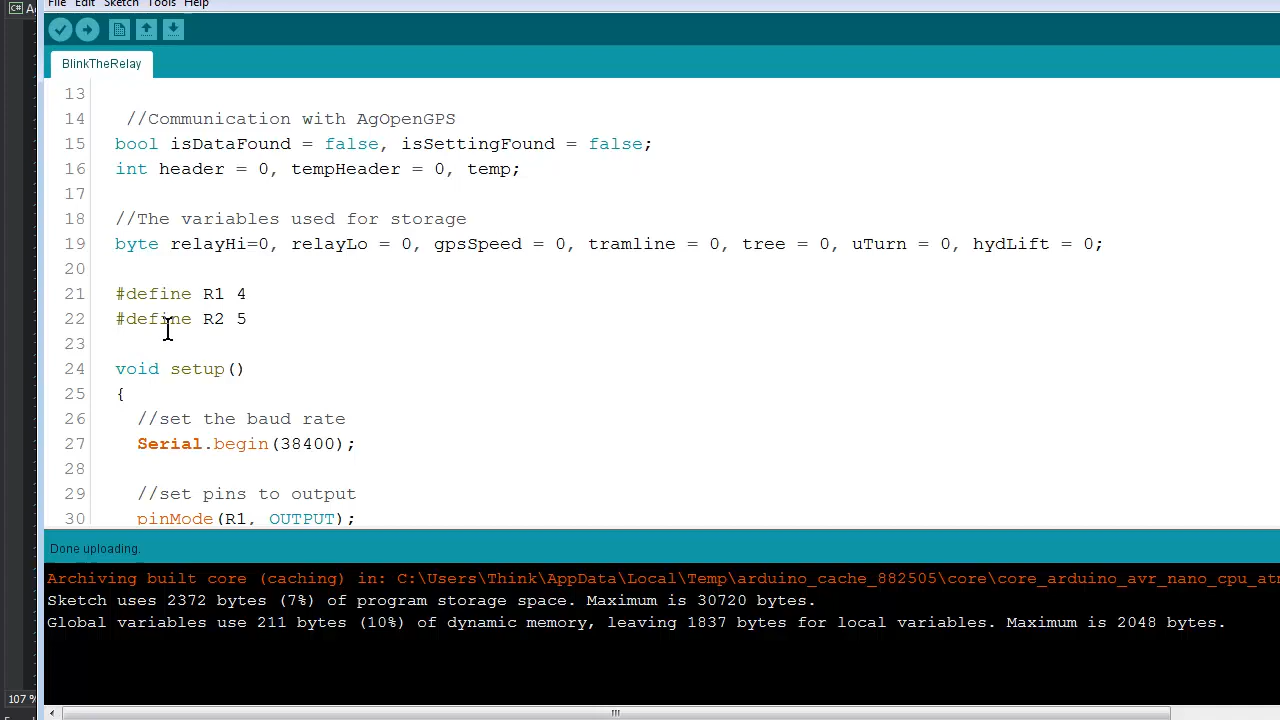 C#
File Edit Sketch Tools Help
BlinkTheRelay
13
14 //Communication with AgOpenGPS
15 bool isDataFound = false, isSettingFound = false;
16 int header = 0, tempHeader = 0, temp;
17
18 //The variables used for storage
19 byte relayHi=0, relayLo = 0, gpsSpeed = 0, tramline = 0, tree = 0, uTurn = 0, hydLift = 0;
20
21 #define R1 4
22 #define R2 5
23
24 void setup()
25 {
26 //set the baud rate
27 Serial.begin(38400);
28
29 //set pins to output
30 pinMode(R1, OUTPUT);
Done uploading.
Archiving built core (caching) in: C:\Users\Think\AppData\Local\Temp\arduino_cache_882505\core\core_arduino_avr_nano_cpu_atm
Sketch uses 2372 bytes (7%) of program storage space. Maximum is 30720 bytes.
Global variables use 211 bytes (10%) of dynamic memory, leaving 1837 bytes for local variables. Maximum is 2048 bytes.
107 %